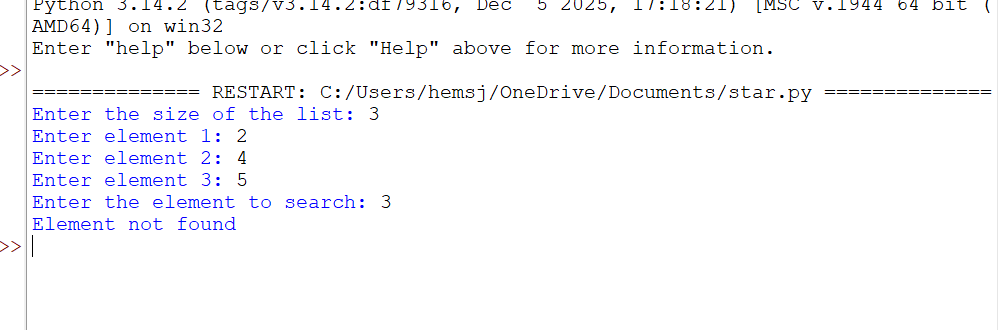 Python 3.14.2 (tags/v3.14.2:df79316, Dec  5 2025, 17:18:21) [MSC v.1944 64 bit (
AMD64)] on win32
Enter "help" below or click "Help" above for more information.
>>
============== RESTART: C:/Users/hemsj/OneDrive/Documents/star.py ==============
Enter the size of the list: 3
Enter element 1: 2
Enter element 2: 4
Enter element 3: 5
Enter the element to search: 3
Element not found
>>